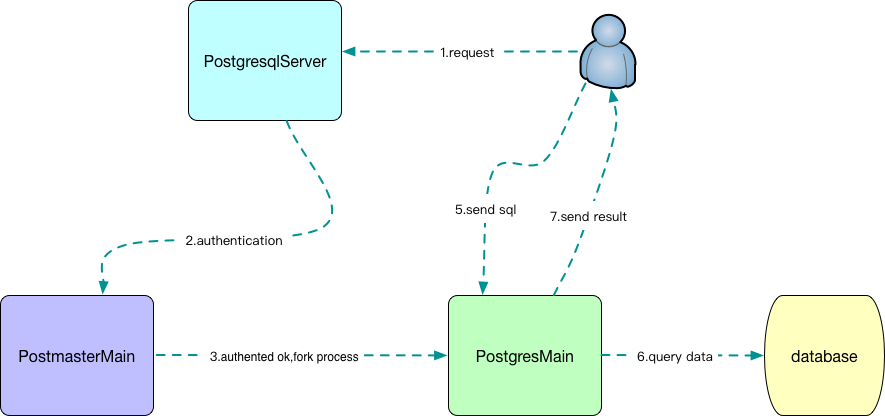 PostgresqlServer
1.request
5.send sql
7.send result
2.authentication
PostmasterMain
3.authented ok,fork process
PostgresMain
6.query data
database